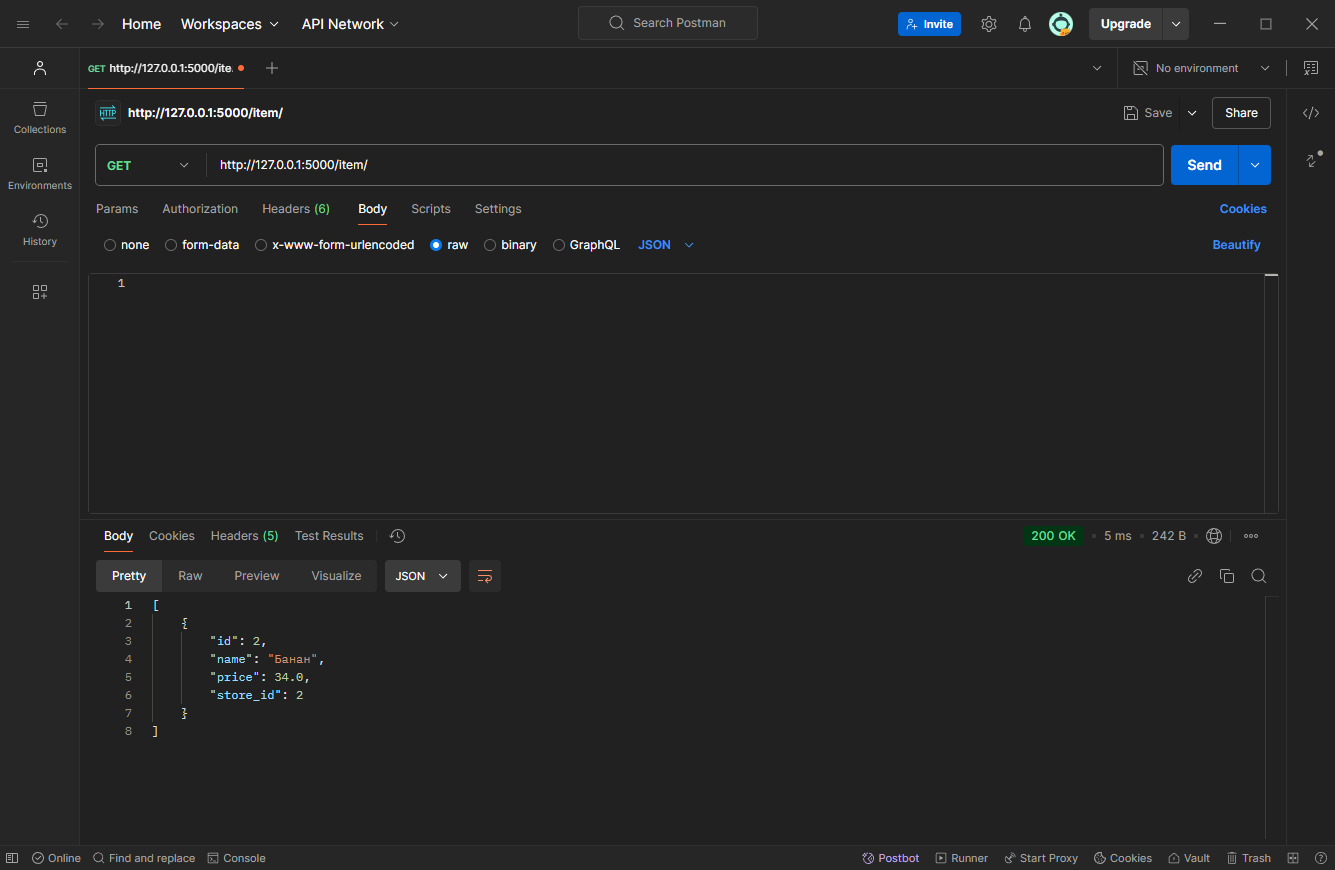 Home Workspaces API Network Search Postman Invite Upgrade
GET http://127.0.0.1:5000/ite. No environment
HTTP http://127.0.0.1:5000/item/ Save Share
Collections
GET http://127.0.0.1:5000/item/ Send
Environments
Params Authorization Headers (6) Body Scripts Settings Cookies
History
none form-data x-www-form-urlencoded raw binary GraphQL JSON Beautify
1
Body Cookies Headers (5) Test Results 200 OK 5 ms 242 B
Pretty Raw Preview Visualize JSON
1 [
2 {
3 "id": 2,
4 "name": "Банан",
5 "price": 34.0,
6 "store_id": 2
7 }
8 ]
Online Find and replace Console Postbot Runner Start Proxy Cookies Vault Trash